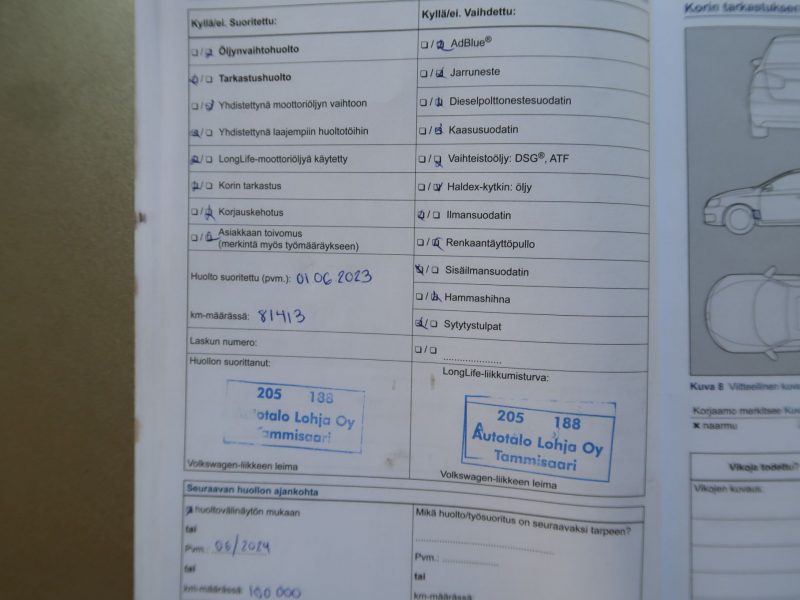 Kyllä/ei. Suoritettu:
☐/☐ Öljynvaihtohuolto
☐/☐ Tarkastushuolto
☐/☐ Yhdistettynä moottoriöljyn vaihtoon
☐/☐ Yhdistettynä laajempiin huoltotöihin
☐/☐ LongLife-moottoriöljyä käytetty
☐/☐ Korin tarkastus
☐/☐ Korjauskehotus
☐/☐ Asiakkaan toivomus
(merkintä myös työmääräykseen)
Huolto suoritettu (pvm.): 01 06 2023
km-määrässä: 81413
Laskun numero:
Huollon suorittanut:
205 188
Autotalo Lohja Oy
Tammisaari
Volkswagen-liikkeen leima
Kyllä/ei. Vaihdettu:
☐/☐ AdBlue®
☐/☐ Jarruneste
☐/☐ Dieselpolttonestesuodatin
☐/☐ Kaasusuodatin
☐/☐ Vaihteistoöljy: DSG®, ATF
☐/☐ Haldex-kytkin: öljy
☐/☐ Ilmansuodatin
☐/☐ Renkaantäyttöpullo
☐/☐ Sisäilmansuodatin
☐/☐ Hammashihna
☐/☐ Sytytystulpat
☐/☐ ....................
LongLife-liikkumisturva:
205 188
Autotalo Lohja Oy
Tammisaari
Volkswagen-liikkeen leima
Seuraavan huollon ajankohta
huoltovälinäytön mukaan
tai
Pvm.: 06/2024
tai
km-määrässä: 100 000
Mikä huolto/työsuoritus on seuraavaksi tarpeen?
Pvm.: ................
tai
km-määrässä:
Korin tarkastuksen
Kuva 8 Viitteellinen
Korjaamo merkitsee
x naarmu
Vikoja todettu?
Vikojen kuvaus: